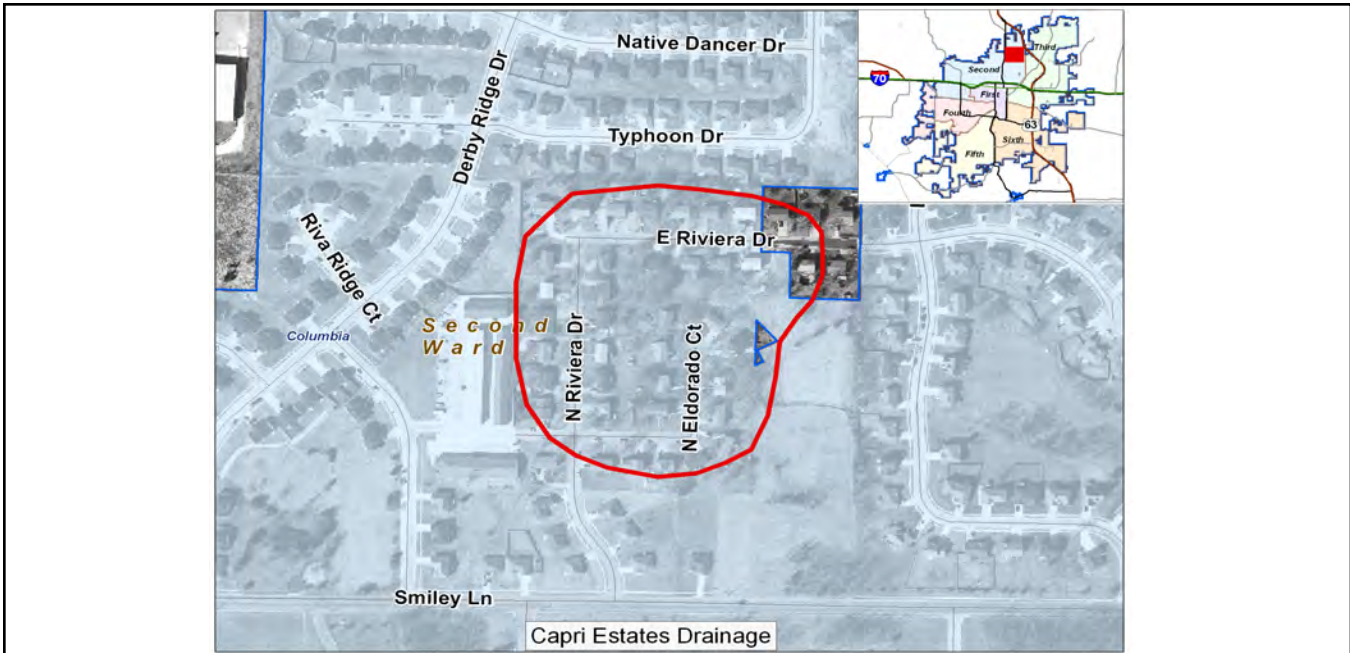 Native Dancer Dr
Derby Ridge Dr
Typhoon Dr
Riva Ridge Ct
E Riviera Dr
Columbia
Second
Ward
N Riviera Dr
N Eldorado Ct
Smiley Ln
Capri Estates Drainage
Third
Second
70
First
Fourth
63
Sixth
Fifth